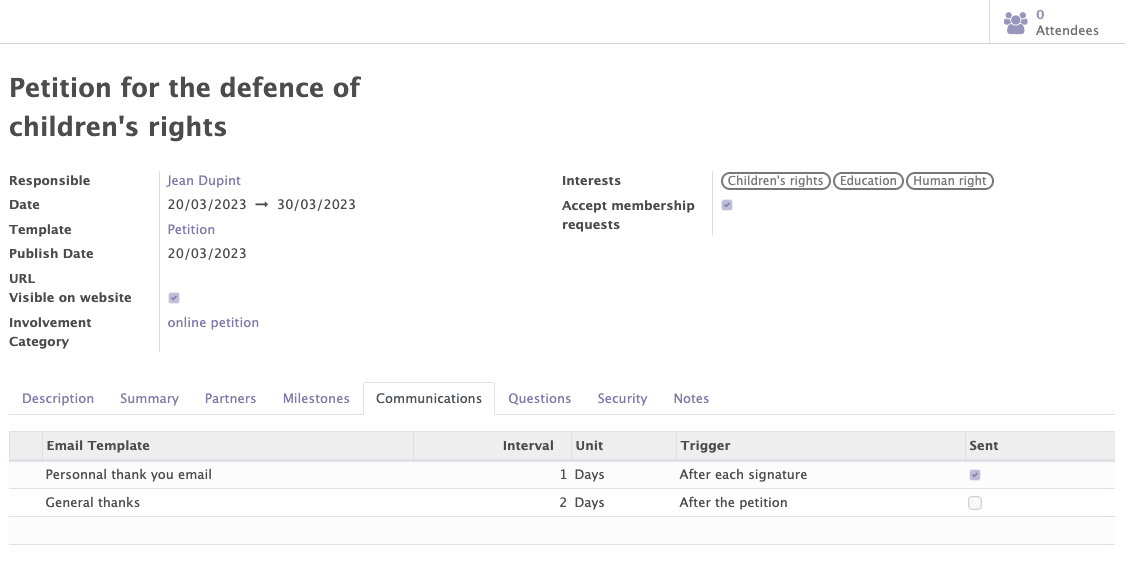 0
Attendees
Petition for the defence of
children's rights
Responsible Jean Dupint
Date 20/03/2023 → 30/03/2023
Template Petition
Publish Date 20/03/2023
URL
Visible on website
Involvement online petition
Category
Interests Children's rights Education Human right
Accept membership
requests
Description Summary Partners Milestones Communications Questions Security Notes
Email Template Interval Unit Trigger Sent
Personnal thank you email 1 Days After each signature
General thanks 2 Days After the petition